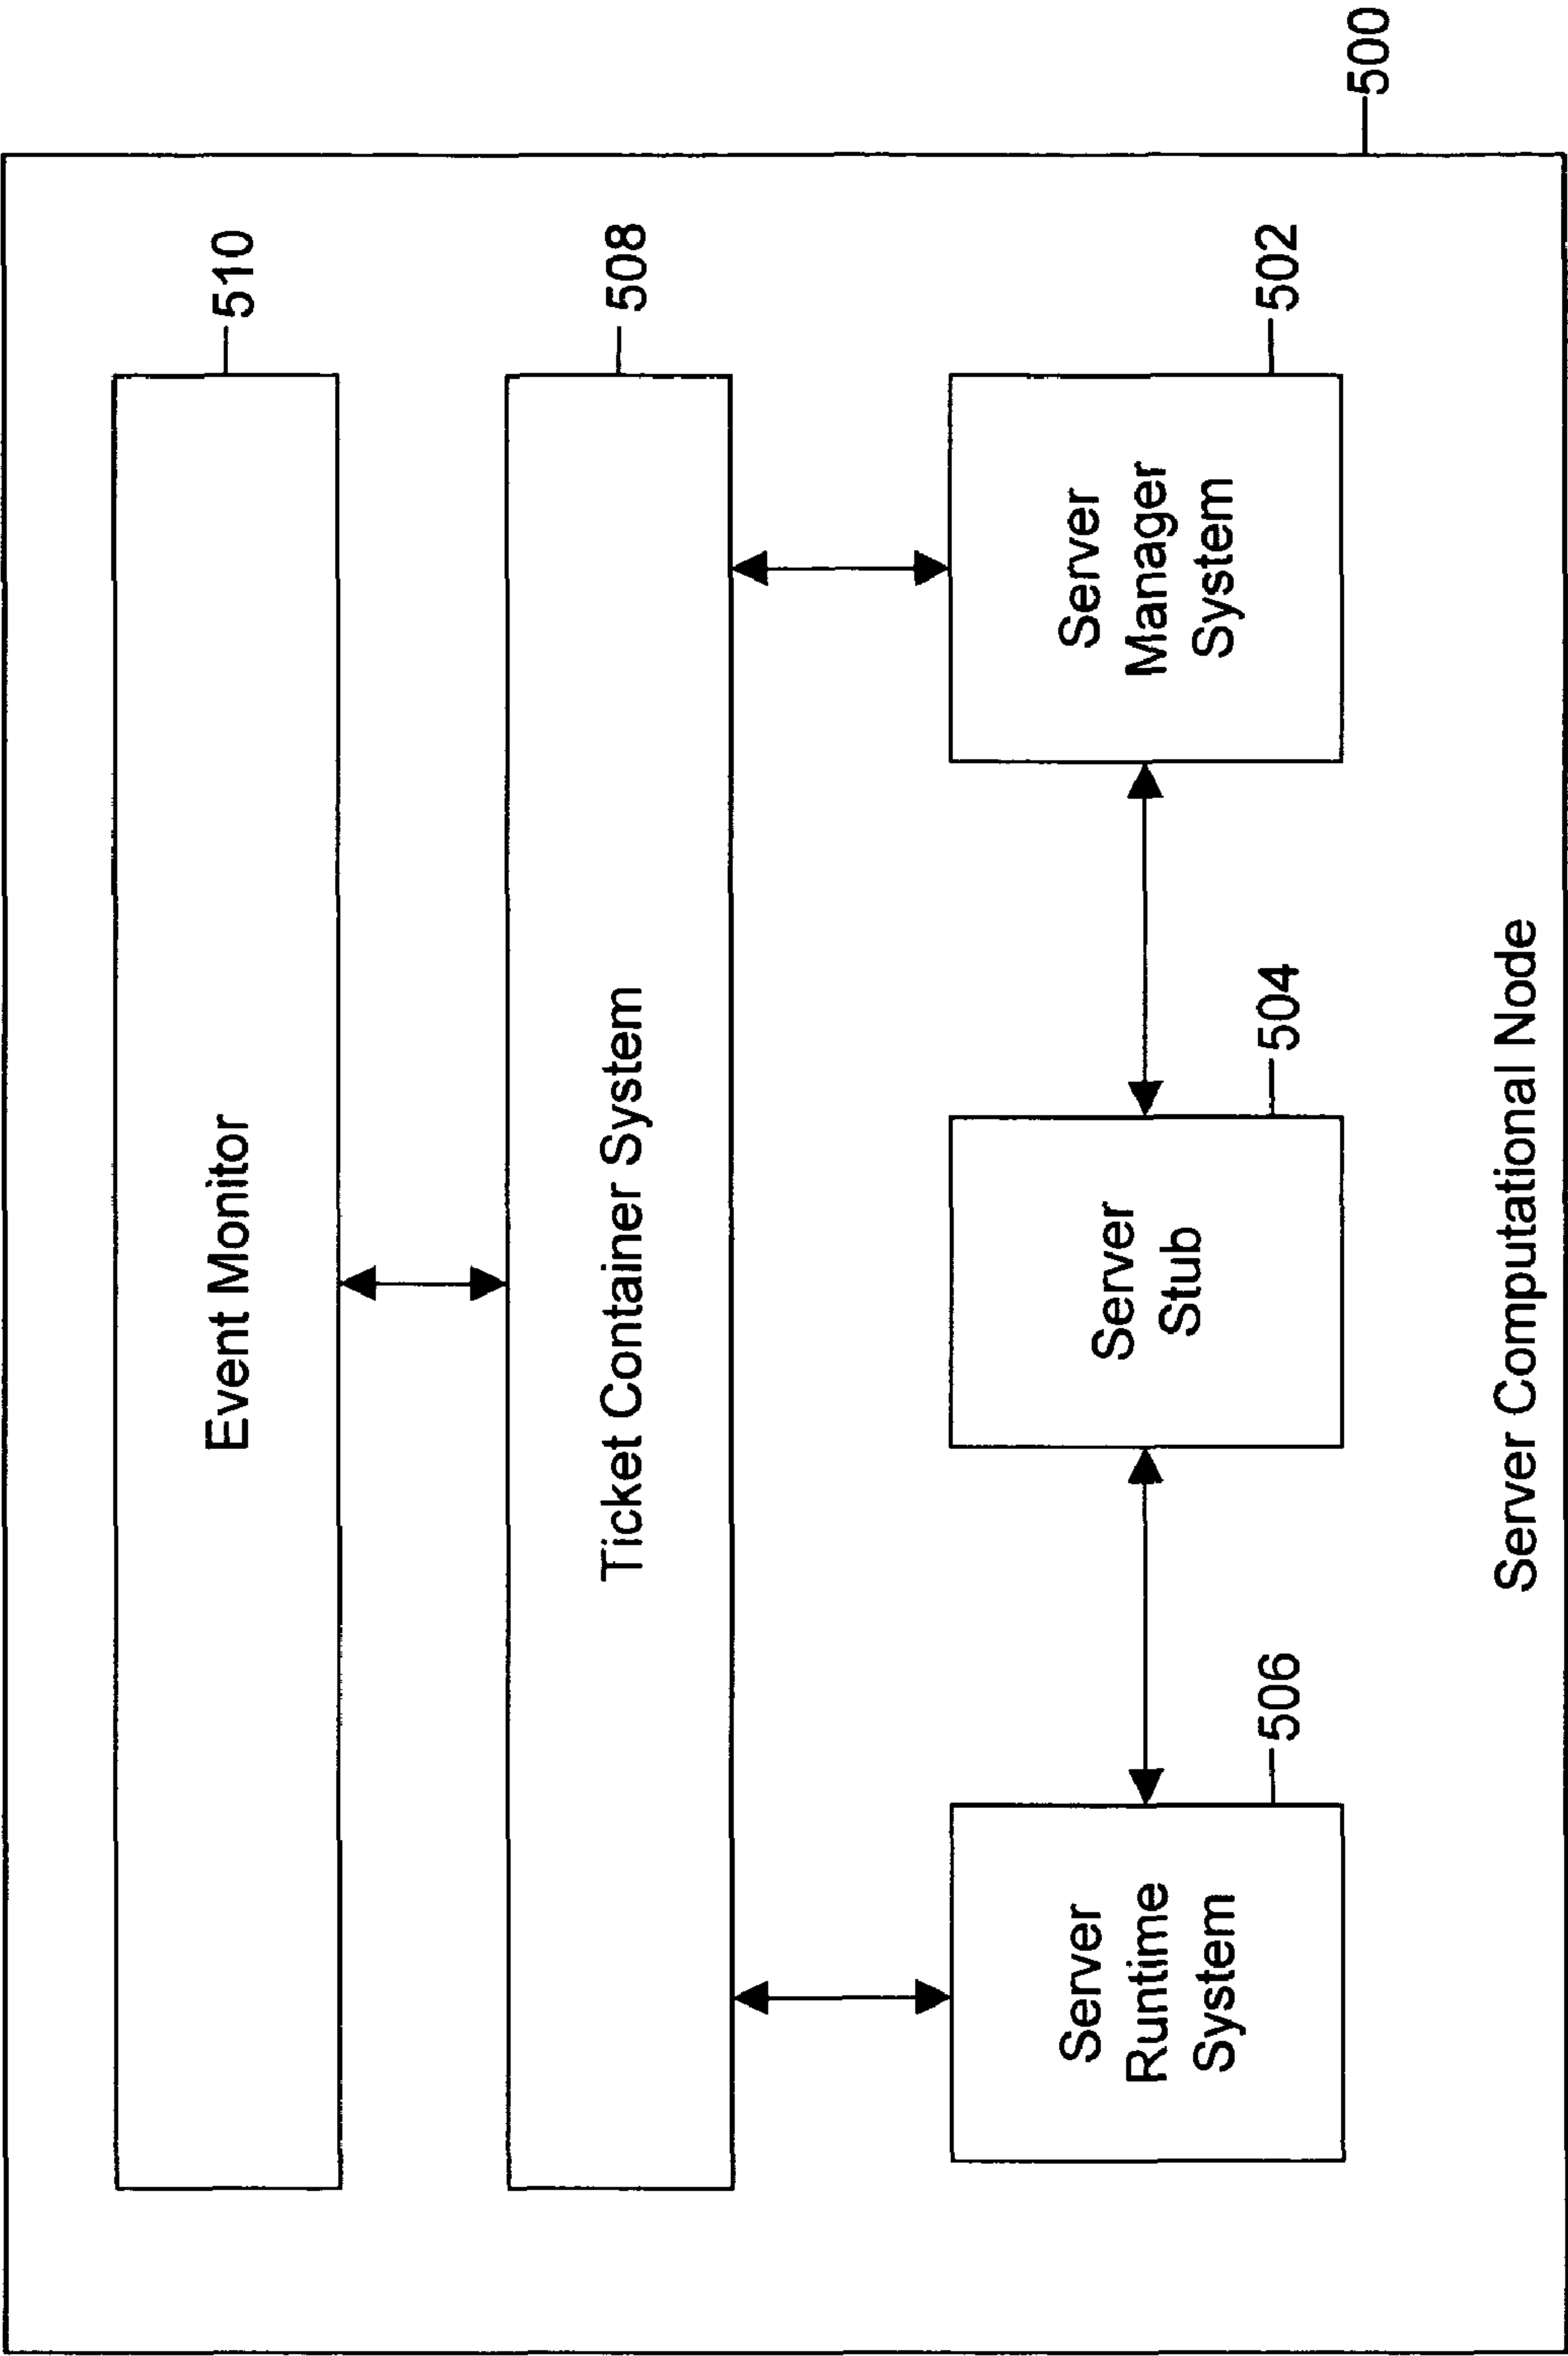 Event Monitor
510
Ticket Container System
508
Server
Runtime
System
506
Server
Stub
504
Server
Manager
System
502
Server Computational Node
500